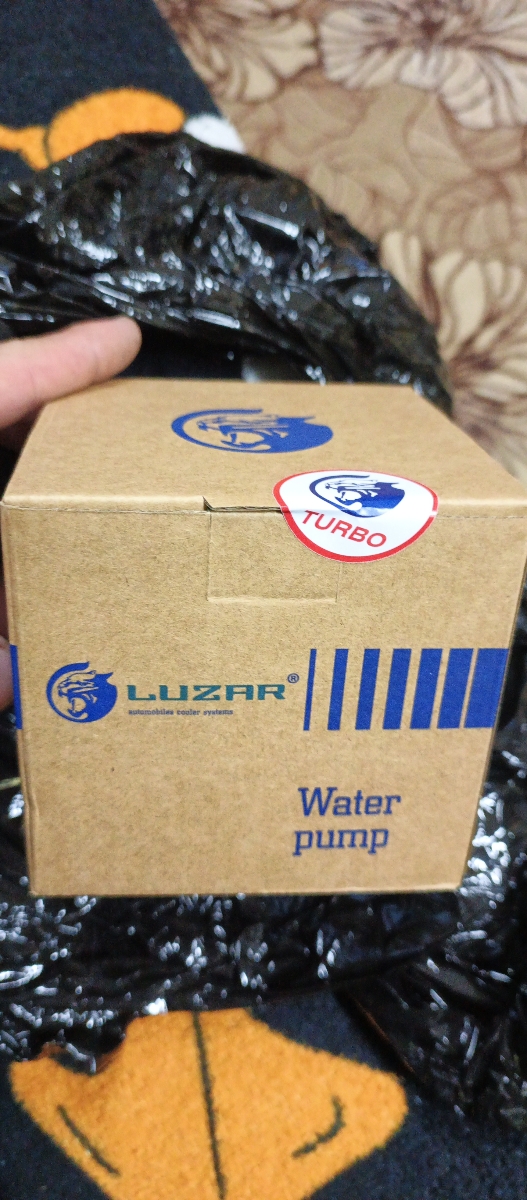 TURBO
LUZAR®
automobiles cooler systems
Water
pump